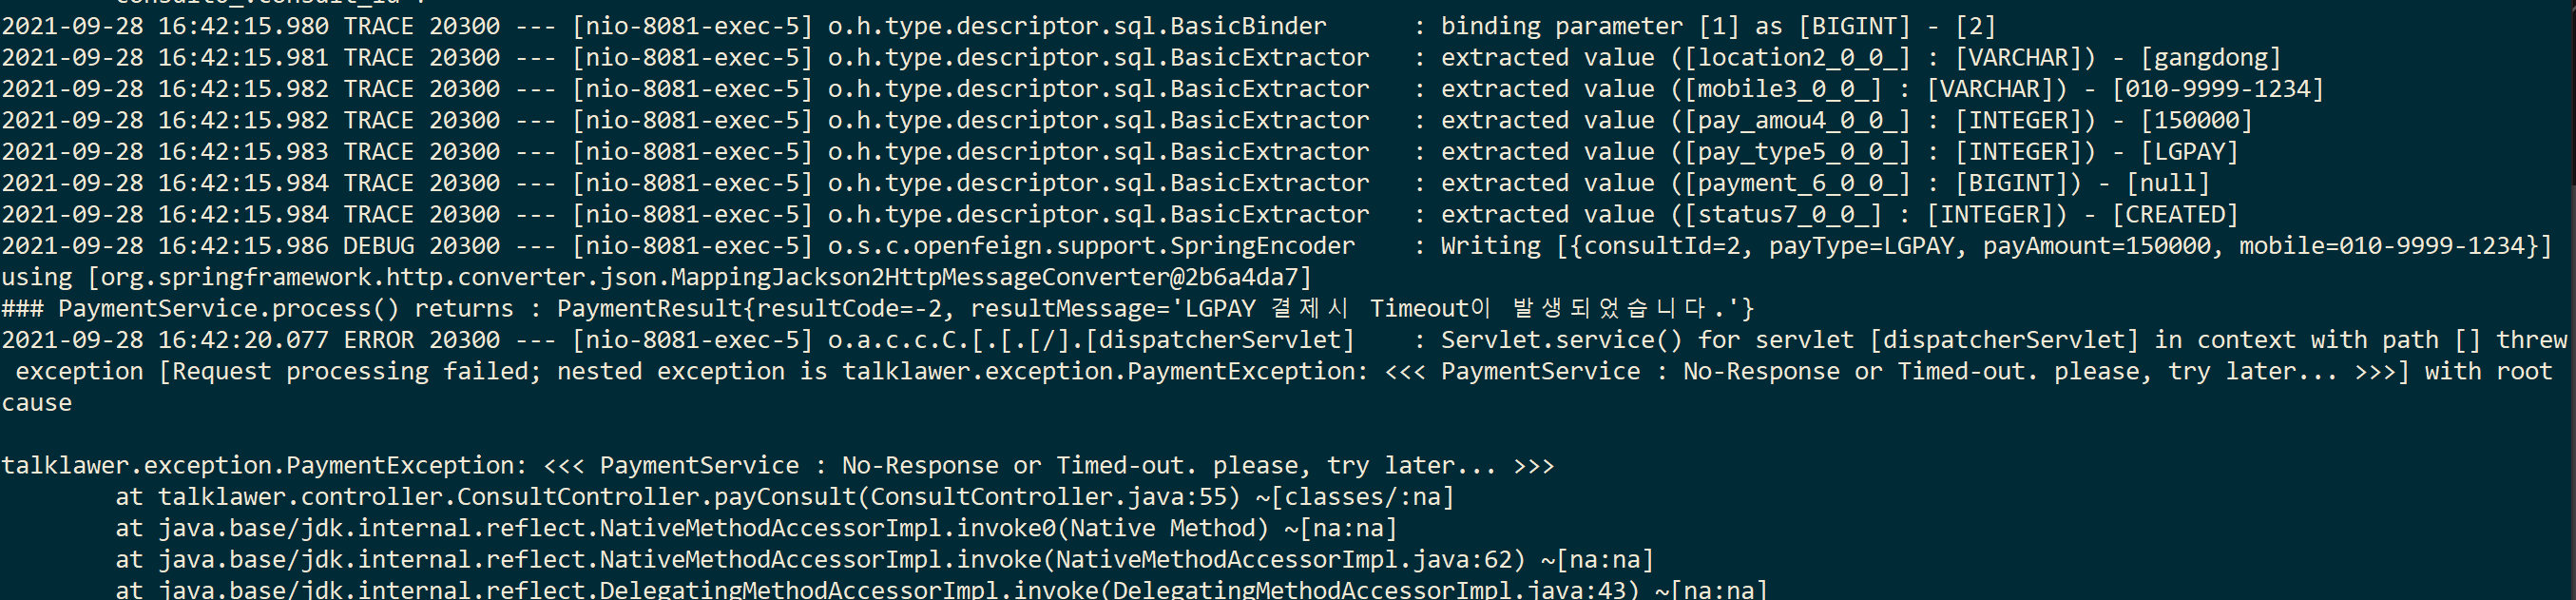 2021-09-28 16:42:15.980 TRACE 20300 --- [nio-8081-exec-5] o.h.type.descriptor.sql.BasicBinder : binding parameter [1] as [BIGINT] - [2]
2021-09-28 16:42:15.981 TRACE 20300 --- [nio-8081-exec-5] o.h.type.descriptor.sql.BasicExtractor : extracted value ([location2_0_0_] : [VARCHAR]) - [gangdong]
2021-09-28 16:42:15.982 TRACE 20300 --- [nio-8081-exec-5] o.h.type.descriptor.sql.BasicExtractor : extracted value ([mobile3_0_0_] : [VARCHAR]) - [010-9999-1234]
2021-09-28 16:42:15.982 TRACE 20300 --- [nio-8081-exec-5] o.h.type.descriptor.sql.BasicExtractor : extracted value ([pay_amou4_0_0_] : [INTEGER]) - [150000]
2021-09-28 16:42:15.983 TRACE 20300 --- [nio-8081-exec-5] o.h.type.descriptor.sql.BasicExtractor : extracted value ([pay_type5_0_0_] : [INTEGER]) - [LGPAY]
2021-09-28 16:42:15.984 TRACE 20300 --- [nio-8081-exec-5] o.h.type.descriptor.sql.BasicExtractor : extracted value ([payment_6_0_0_] : [BIGINT]) - [null]
2021-09-28 16:42:15.984 TRACE 20300 --- [nio-8081-exec-5] o.h.type.descriptor.sql.BasicExtractor : extracted value ([status7_0_0_] : [INTEGER]) - [CREATED]
2021-09-28 16:42:15.986 DEBUG 20300 --- [nio-8081-exec-5] o.s.c.openfeign.support.SpringEncoder : Writing [{consultId=2, payType=LGPAY, payAmount=150000, mobile=010-9999-1234}]
using [org.springframework.http.converter.json.MappingJackson2HttpMessageConverter@2b6a4da7]
### PaymentService.process() returns : PaymentResult{resultCode=-2, resultMessage='LGPAY 결제시 Timeout이 발생되었습니다.'}
2021-09-28 16:42:20.077 ERROR 20300 --- [nio-8081-exec-5] o.a.c.c.C.[.[.[/].[dispatcherServlet] : Servlet.service() for servlet [dispatcherServlet] in context with path [] threw
exception [Request processing failed; nested exception is talklawer.exception.PaymentException: <<< PaymentService : No-Response or Timed-out. please, try later... >>>] with root
cause
talklawer.exception.PaymentException: <<< PaymentService : No-Response or Timed-out. please, try later... >>>
at talklawer.controller.ConsultController.payConsult(ConsultController.java:55) ~[classes/:na]
at java.base/jdk.internal.reflect.NativeMethodAccessorImpl.invoke0(Native Method) ~[na:na]
at java.base/jdk.internal.reflect.NativeMethodAccessorImpl.invoke(NativeMethodAccessorImpl.java:62) ~[na:na]
at java.base/jdk.internal.reflect.DelegatingMethodAccessorImpl.invoke(DelegatingMethodAccessorImpl.java:43) ~[na:na]